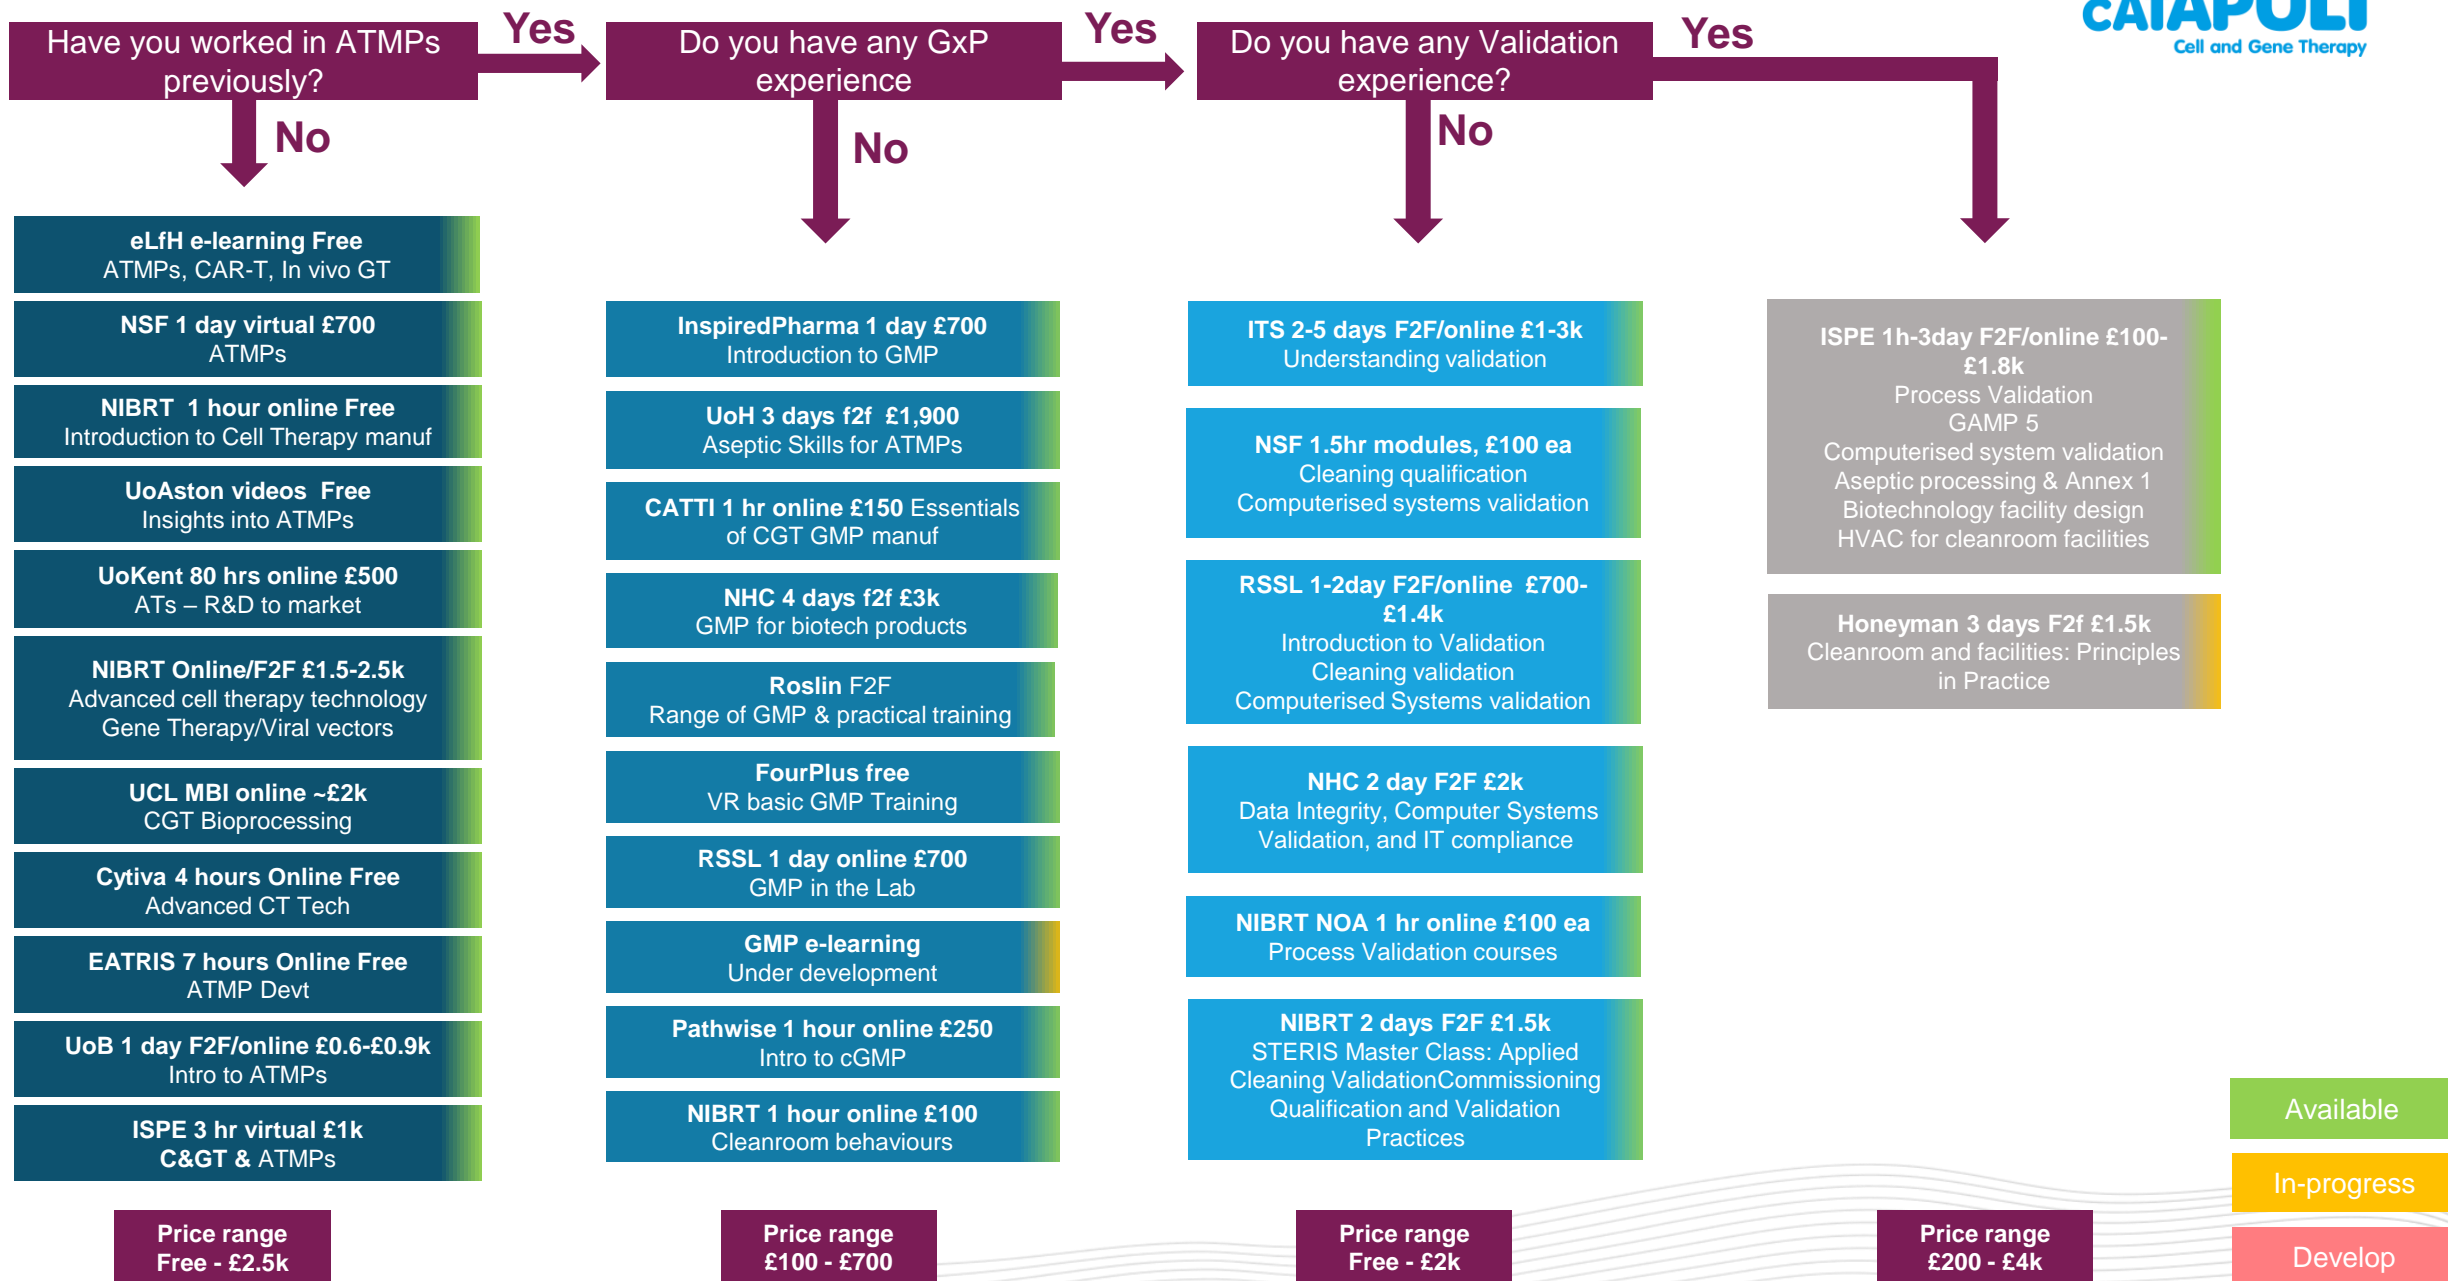 Have you worked in ATMPs
previously?
Yes
No
Do you have any GxP
experience
Yes
No
Do you have any Validation
experience?
Yes
No
CATAPULT
Cell and Gene Therapy
eLfH e-learning Free
ATMPs, CAR-T, In vivo GT
NSF 1 day virtual £700
ATMPs
NIBRT 1 hour online Free
Introduction to Cell Therapy manuf
UoAston videos Free
Insights into ATMPs
UoKent 80 hrs online £500
ATs – R&D to market
NIBRT Online/F2F £1.5-2.5k
Advanced cell therapy technology
Gene Therapy/Viral vectors
UCL MBI online ~£2k
CGT Bioprocessing
Cytiva 4 hours Online Free
Advanced CT Tech
EATRIS 7 hours Online Free
ATMP Devt
UoB 1 day F2F/online £0.6-£0.9k
Intro to ATMPs
ISPE 3 hr virtual £1k
C&GT & ATMPs
Price range
Free - £2.5k
InspiredPharma 1 day £700
Introduction to GMP
UoH 3 days f2f £1,900
Aseptic Skills for ATMPs
CATTI 1 hr online £150 Essentials
of CGT GMP manuf
NHC 4 days f2f £3k
GMP for biotech products
Roslin F2F
Range of GMP & practical training
FourPlus free
VR basic GMP Training
RSSL 1 day online £700
GMP in the Lab
GMP e-learning
Under development
Pathwise 1 hour online £250
Intro to cGMP
NIBRT 1 hour online £100
Cleanroom behaviours
Price range
£100 - £700
ITS 2-5 days F2F/online £1-3k
Understanding validation
NSF 1.5hr modules, £100 ea
Cleaning qualification
Computerised systems validation
RSSL 1-2day F2F/online £700-
£1.4k
Introduction to Validation
Cleaning validation
Computerised Systems validation
NHC 2 day F2F £2k
Data Integrity, Computer Systems
Validation, and IT compliance
NIBRT NOA 1 hr online £100 ea
Process Validation courses
NIBRT 2 days F2F £1.5k
STERIS Master Class: Applied
Cleaning ValidationCommissioning
Qualification and Validation
Practices
Price range
Free - £2k
ISPE 1h-3day F2F/online £100-
£1.8k
Process Validation
GAMP 5
Computerised system validation
Aseptic processing & Annex 1
Biotechnology facility design
HVAC for cleanroom facilities
Honeyman 3 days F2f £1.5k
Cleanroom and facilities: Principles
in Practice
Price range
£200 - £4k
Available
In-progress
Develop